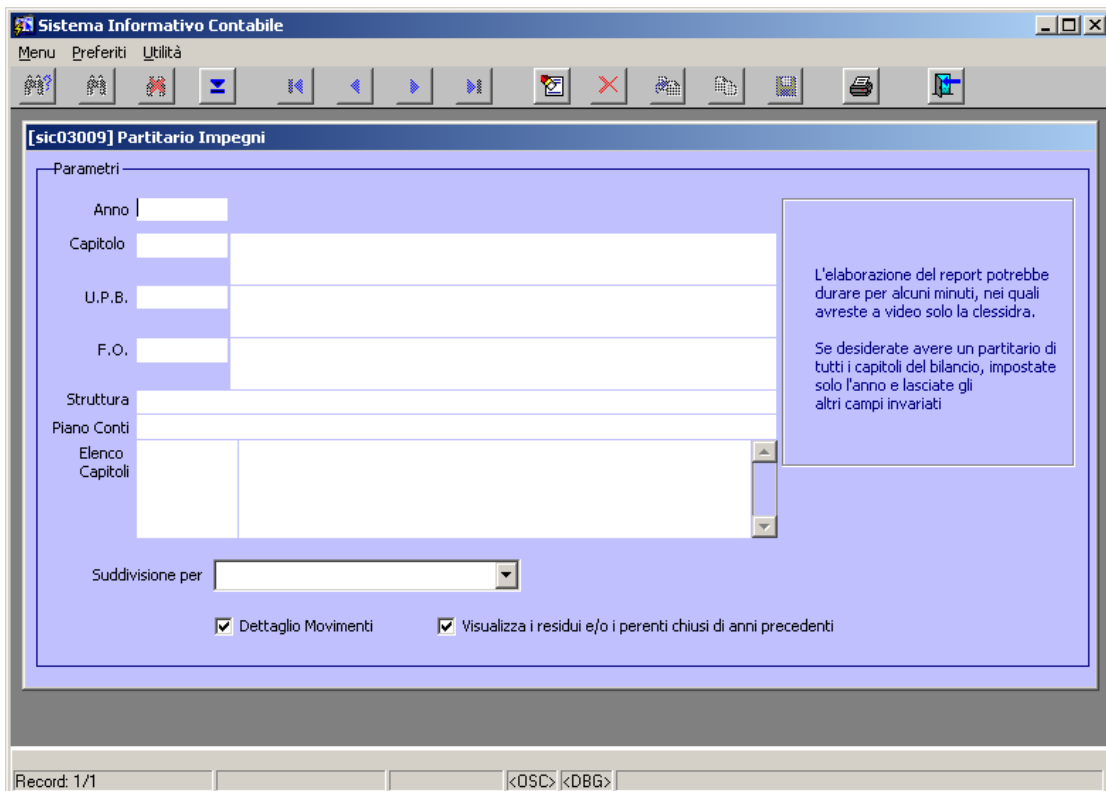 Sistema Informativo Contabile
Menu Preferiti Utilità
[sic03009] Partitario Impegni
Parametri
Anno
Capitolo
U.P.B.
F.O.
Struttura
Piano Conti
Elenco
Capitoli
L'elaborazione del report potrebbe
durare per alcuni minuti, nei quali
avreste a video solo la clessidra.
Se desiderate avere un partitario di
tutti i capitoli del bilancio, impostate
solo l'anno e lasciate gli
altri campi invariati
Suddivisione per
Dettaglio Movimenti Visualizza i residui e/o i perenti chiusi di anni precedenti
Record: 1/1 <OSC> <DBG>